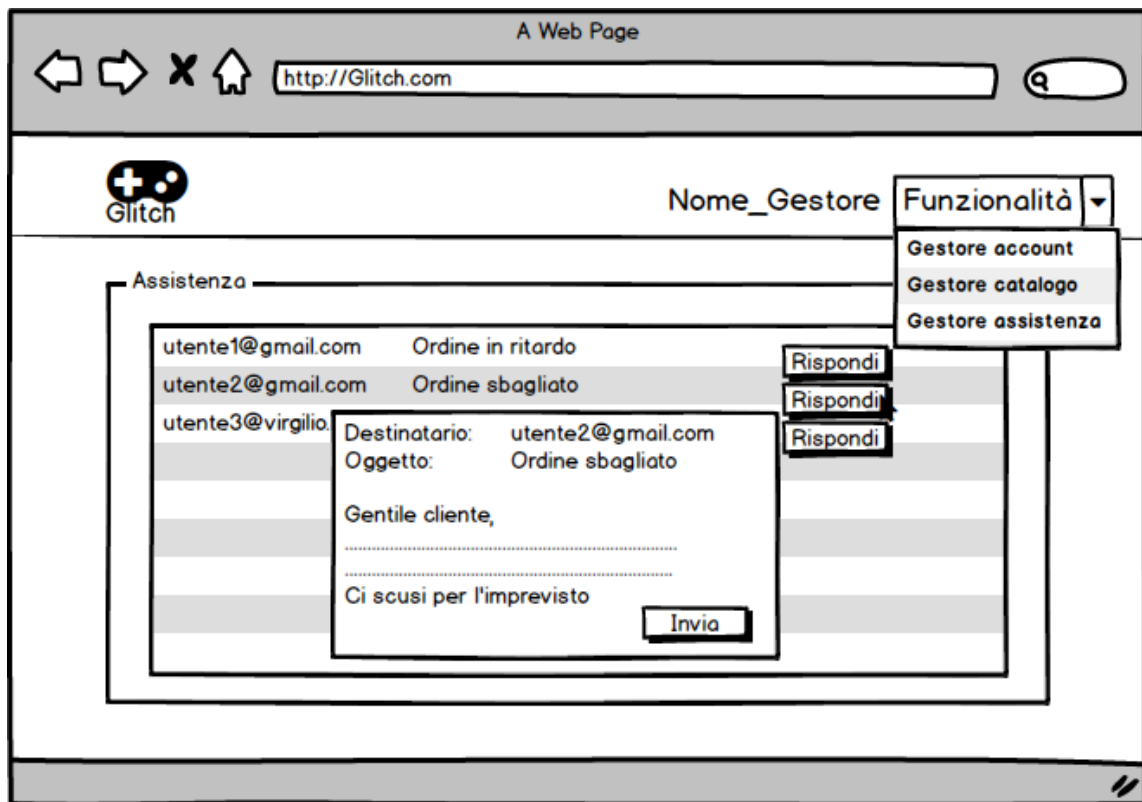 A Web Page
http://Glitch.com
Glitch
Nome_Gestore Funzionalità
Gestore account
Gestore catalogo
Gestore assistenza
Assistenza
utente1@gmail.com Ordine in ritardo Rispondi
utente2@gmail.com Ordine sbagliato Rispondi
utente3@virgilio. Rispondi
Destinatario: utente2@gmail.com
Oggetto: Ordine sbagliato
Gentile cliente,
Ci scusi per l'imprevisto
Invia